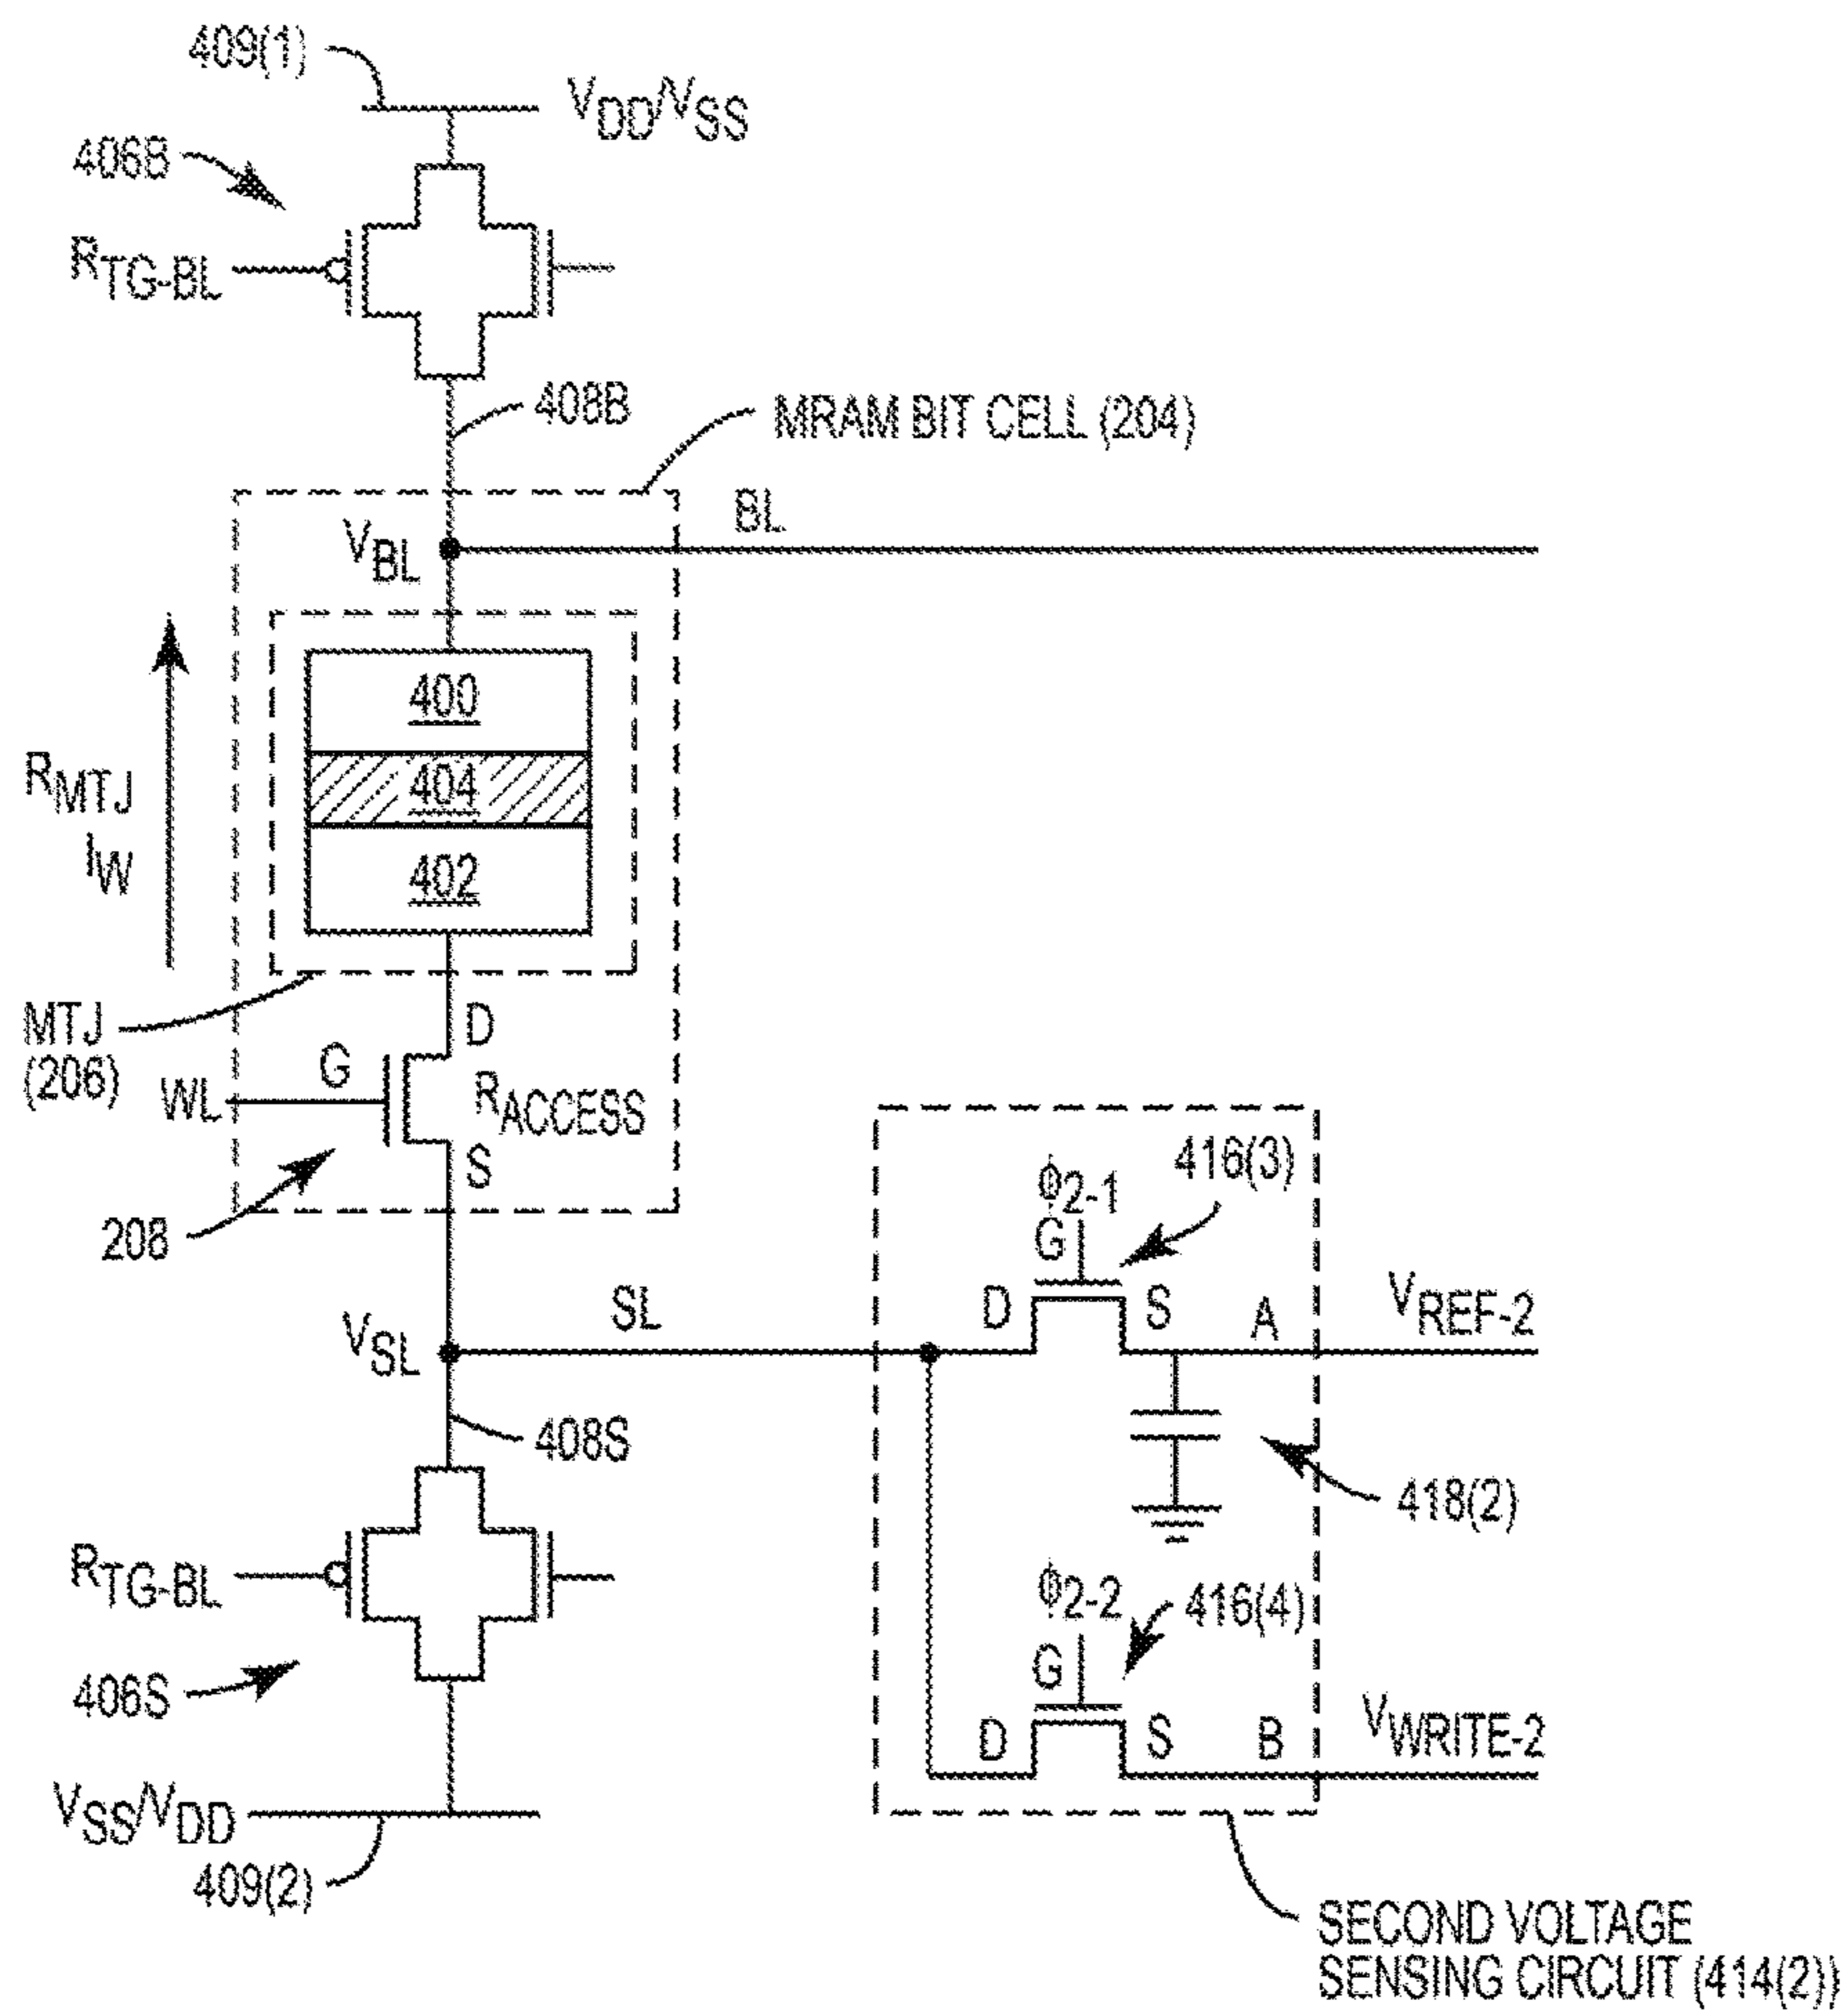 409(1)
VDD/VSS
406B
RTG-BL
408B
MRAM BIT CELL (204)
BL
VBL
400
RMTJ
404
IW
402
MTJ
(206)
D
G
WL
RACCESS
S
208
ϕ2-1
416(3)
G
VSL
SL
D
S
A
VREF-2
408S
418(2)
RTG-BL
ϕ2-2
416(4)
G
406S
D
S
B
VWRITE-2
VSS/VDD
409(2)
SECOND VOLTAGE
SENSING CIRCUIT (414(2))